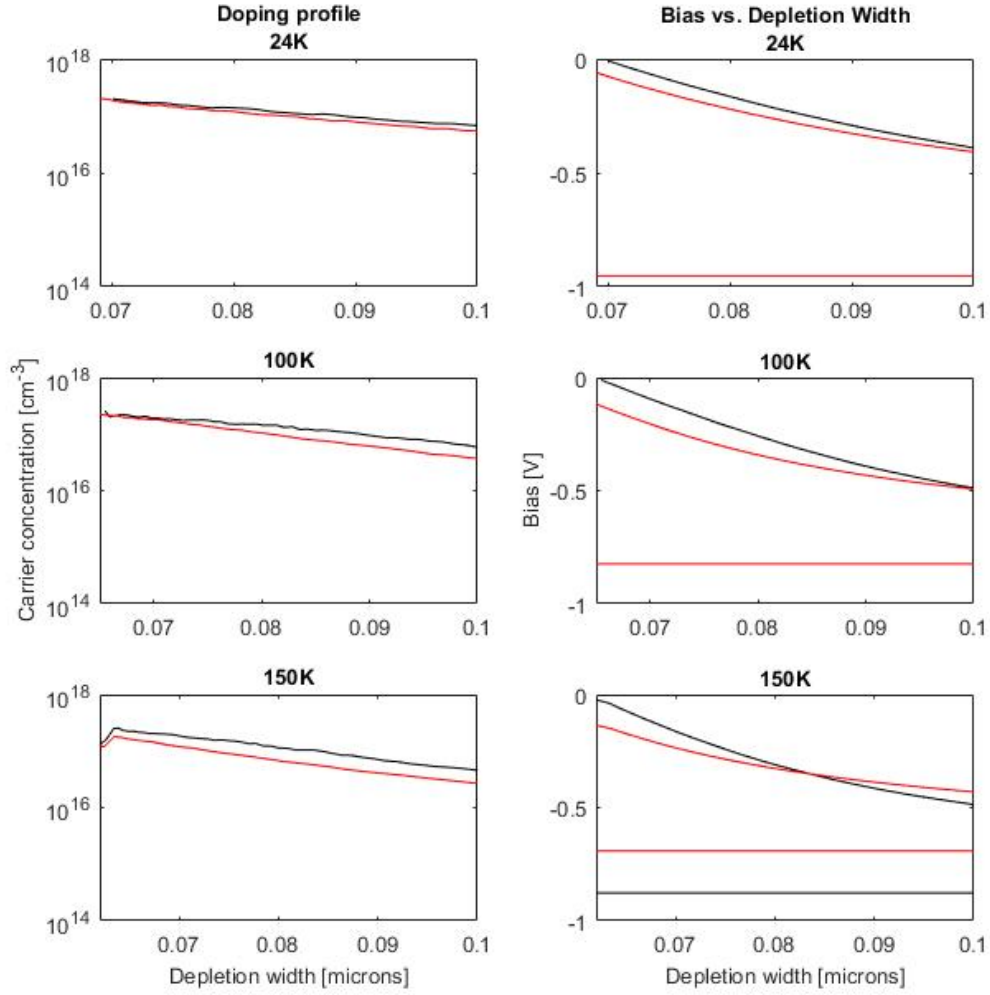 Doping profile
24K
10^18
10^16
10^14
0.07 0.08 0.09 0.1
100K
10^18
10^16
10^14
0.07 0.08 0.09 0.1
150K
10^18
10^16
10^14
0.07 0.08 0.09 0.1
Carrier concentration [cm^-3]
Depletion width [microns]
Bias vs. Depletion Width
24K
0
-0.5
-1
0.07 0.08 0.09 0.1
100K
0
-0.5
-1
0.07 0.08 0.09 0.1
150K
0
-0.5
-1
0.07 0.08 0.09 0.1
Bias [V]
Depletion width [microns]